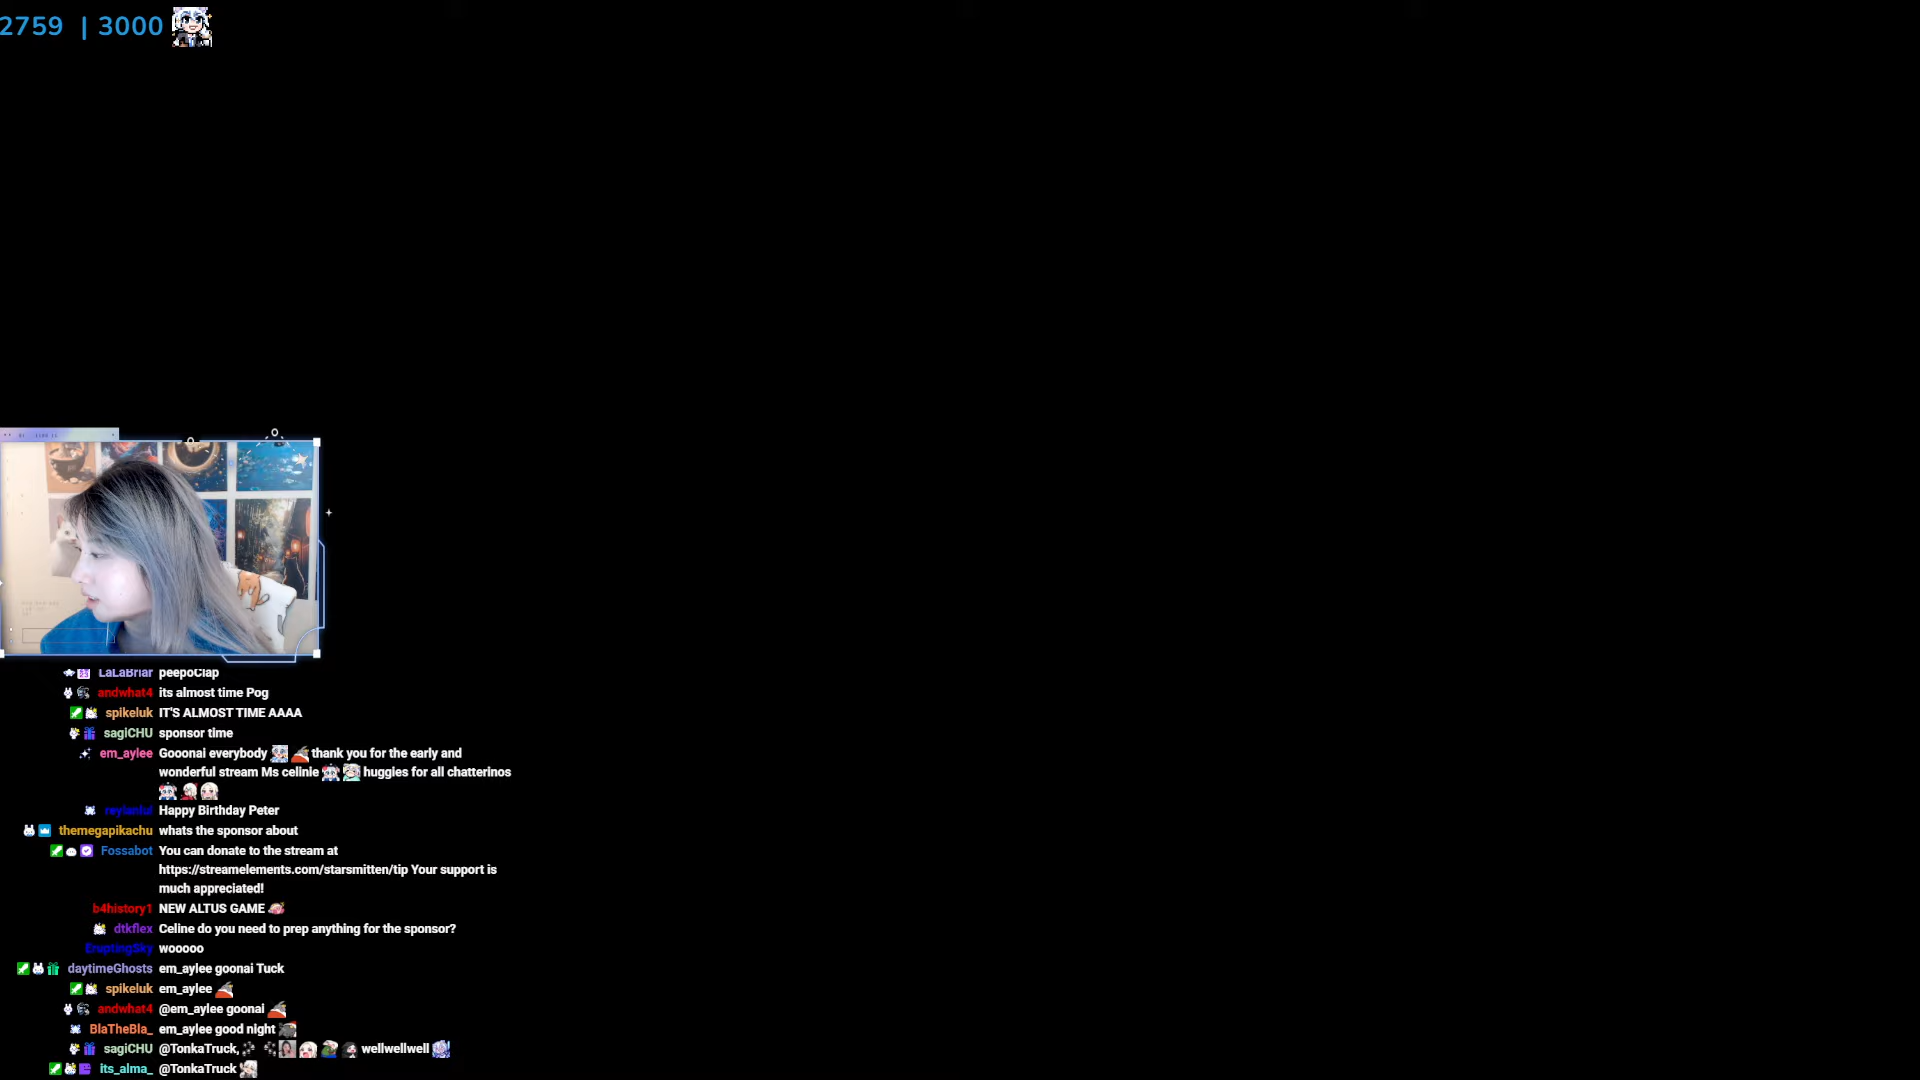 2759 | 3000
LaLaBriar peepoClap
andwhat4 its almost time Pog
spikeluk IT'S ALMOST TIME AAAA
sagiCHU sponsor time
em_aylee Gooonai everybody thank you for the early and
wonderful stream Ms celinie huggies for all chatterinos
Happy Birthday Peter
themegapikachu whats the sponsor about
Fossabot You can donate to the stream at
https://streamelements.com/starsmitten/tip Your support is
much appreciated!
b4history1 NEW ALTUS GAME
dtkflex Celine do you need to prep anything for the sponsor?
EruptingSky wooooo
daytimeGhosts em_aylee goonai Tuck
spikeluk em_aylee
andwhat4 @em_aylee goonai
BlaTheBla_ em_aylee good night
sagiCHU @TonkaTruck, wellwellwell
its_alma_ @TonkaTruck